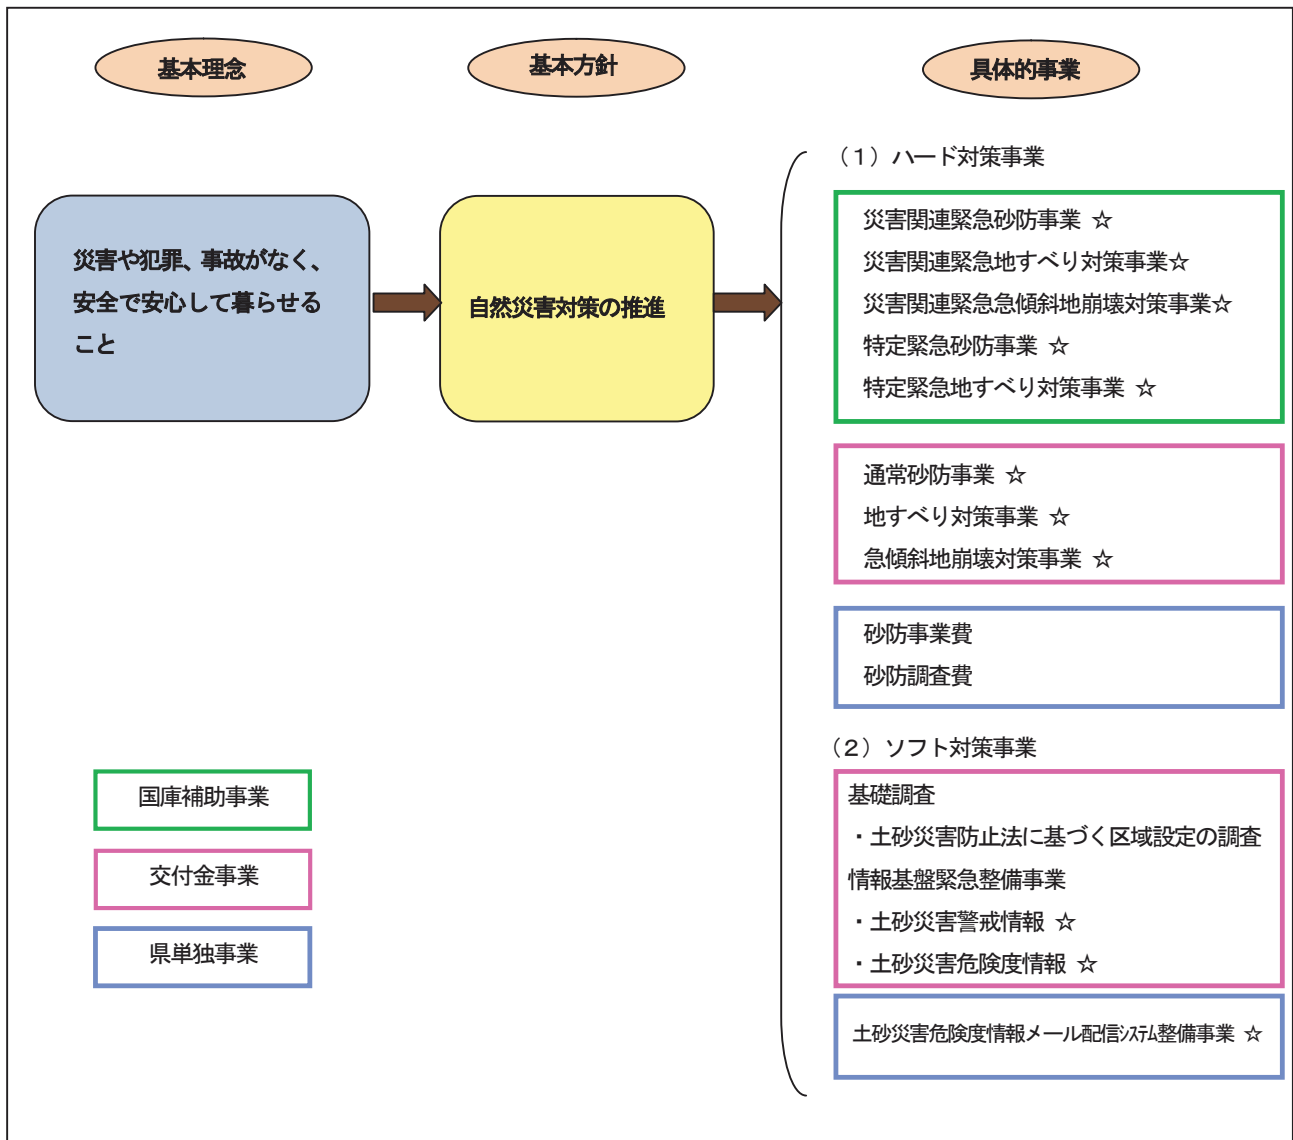 基本理念
基本方針
具体的事業
災害や犯罪、事故がなく、
安全で安心して暮らせる
こと
自然災害対策の推進
（１）ハード対策事業
災害関連緊急砂防事業 ☆
災害関連緊急地すべり対策事業☆
災害関連緊急急傾斜地崩壊対策事業☆
特定緊急砂防事業 ☆
特定緊急地すべり対策事業 ☆
通常砂防事業 ☆
地すべり対策事業 ☆
急傾斜地崩壊対策事業 ☆
砂防事業費
砂防調査費
（２）ソフト対策事業
基礎調査
・土砂災害防止法に基づく区域設定の調査
情報基盤緊急整備事業
・土砂災害警戒情報 ☆
・土砂災害危険度情報 ☆
土砂災害危険度情報メール配信ｼｽﾃﾑ整備事業 ☆
国庫補助事業
交付金事業
県単独事業